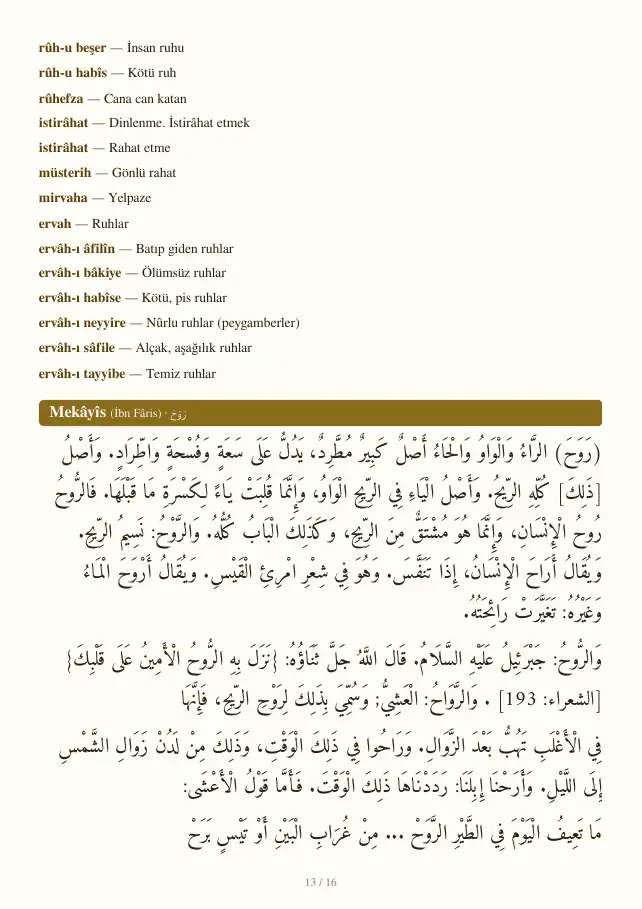 rûh-u beşer — İnsan ruhu
rûh-u habîs — Kötü ruh
rûhefza — Cana can katan
istirâhat — Dinlenme. İstirâhat etmek
istirâhat — Rahat etme
müsterih — Gönlü rahat
mirvaha — Yelpaze
ervah — Ruhlar
ervâh-ı âfilîn — Batıp giden ruhlar
ervâh-ı bâkiye — Ölümsüz ruhlar
ervâh-ı habîse — Kötü, pis ruhlar
ervâh-ı neyyire — Nûrlu ruhlar (peygamberler)
ervâh-ı sâfile — Alçak, aşağılık ruhlar
ervâh-ı tayyibe — Temiz ruhlar
Mekâyîs (İbn Fâris) · رَوَحَ
(رَوَحَ) الرَّاءُ وَالْوَاوُ وَالْحَاءُ أَصْلٌ كَبِيرٌ مُطَّرِدٌ، يَدُلُّ عَلَى سَعَةٍ وَفُسْحَةٍ وَاطِّرَادٍ. وَأَصْلُ
[ذَلِكَ] كُلِّهِ الرِّيحُ. وَأَصْلُ الْيَاءِ فِي الرِّيحِ الْوَاوُ، وَإِنَّمَا قُلِبَتْ يَاءً لِكَسْرَةِ مَا قَبْلَهَا. فَالرُّوحُ
رُوحُ الْإِنْسَانِ، وَإِنَّمَا هُوَ مُشْتَقٌّ مِنَ الرِّيحِ، وَكَذَلِكَ الْبَابُ كُلُّهُ. وَالرَّوْحُ: نَسِيمُ الرِّيحِ.
وَيُقَالُ أَرَاحَ الْإِنْسَانُ، إِذَا تَنَفَّسَ. وَهُوَ فِي شِعْرِ امْرِئِ الْقَيْسِ. وَيُقَالُ أَرْوَحَ الْمَاءُ
وَغَيْرُهُ: تَغَيَّرَتْ رَائِحَتُهُ.
وَالرُّوحُ: جَبْرَئِيلُ عَلَيْهِ السَّلَامُ. قَالَ اللَّهُ جَلَّ ثَنَاؤُهُ: {نَزَلَ بِهِ الرُّوحُ الْأَمِينُ عَلَى قَلْبِكَ}
[الشعراء: 193] . وَالرَّوَاحُ: الْعَشِيُّ; وَسُمِّيَ بِذَلِكَ لِرَوْحِ الرِّيحِ، فَإِنَّهَا
فِي الْأَغْلَبِ تَهُبُّ بَعْدَ الزَّوَالِ. وَرَاحُوا فِي ذَلِكَ الْوَقْتِ، وَذَلِكَ مِنْ لَدُنْ زَوَالِ الشَّمْسِ
إِلَى اللَّيْلِ. وَأَرَحْنَا إِبِلَنَا: رَدَدْنَاهَا ذَلِكَ الْوَقْتَ. فَأَمَّا قَوْلُ الْأَعْشَى:
مَا تَعِيفُ الْيَوْمَ فِي الطَّيْرِ الرَّوَحْ ... مِنْ غُرَابِ الْبَيْنِ أَوْ تَيْسٍ بَرَحْ
13 / 16